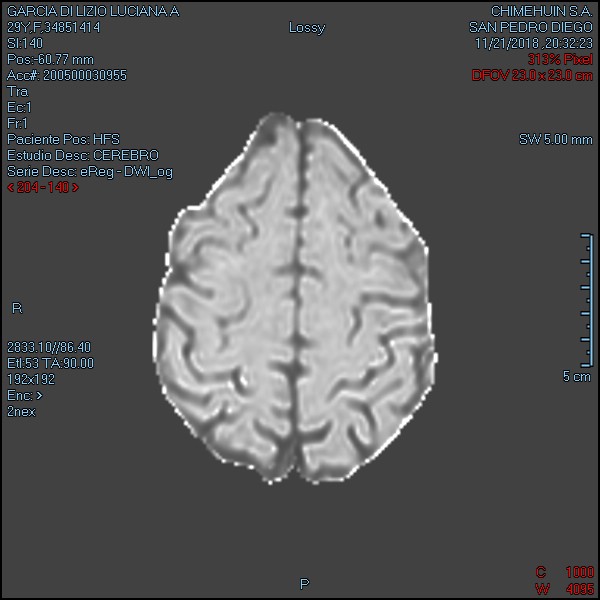 GARCIA DI LIZIO LUCIANA A
29Y,F,34851414
Sl:140
Pos:-60.77 mm
Acc#: 200500030955
Tra
Ec:1
Fr:1
Paciente Pos: HFS
Estudio Desc: CEREBRO
Serie Desc: eReg - DWI_og
< 204 - 140 >
Lossy
CHIMEHUIN S.A.
SAN PEDRO DIEGO
11/21/2018 ,20:32:23
313% Pixel
DFOV 23.0 x 23.0 cm
SW 5.00 mm
R
2833.10//86.40
Etl:53 TA:90.00
192x192
Enc: >
2nex
5 cm
P
C 1000
W 4095